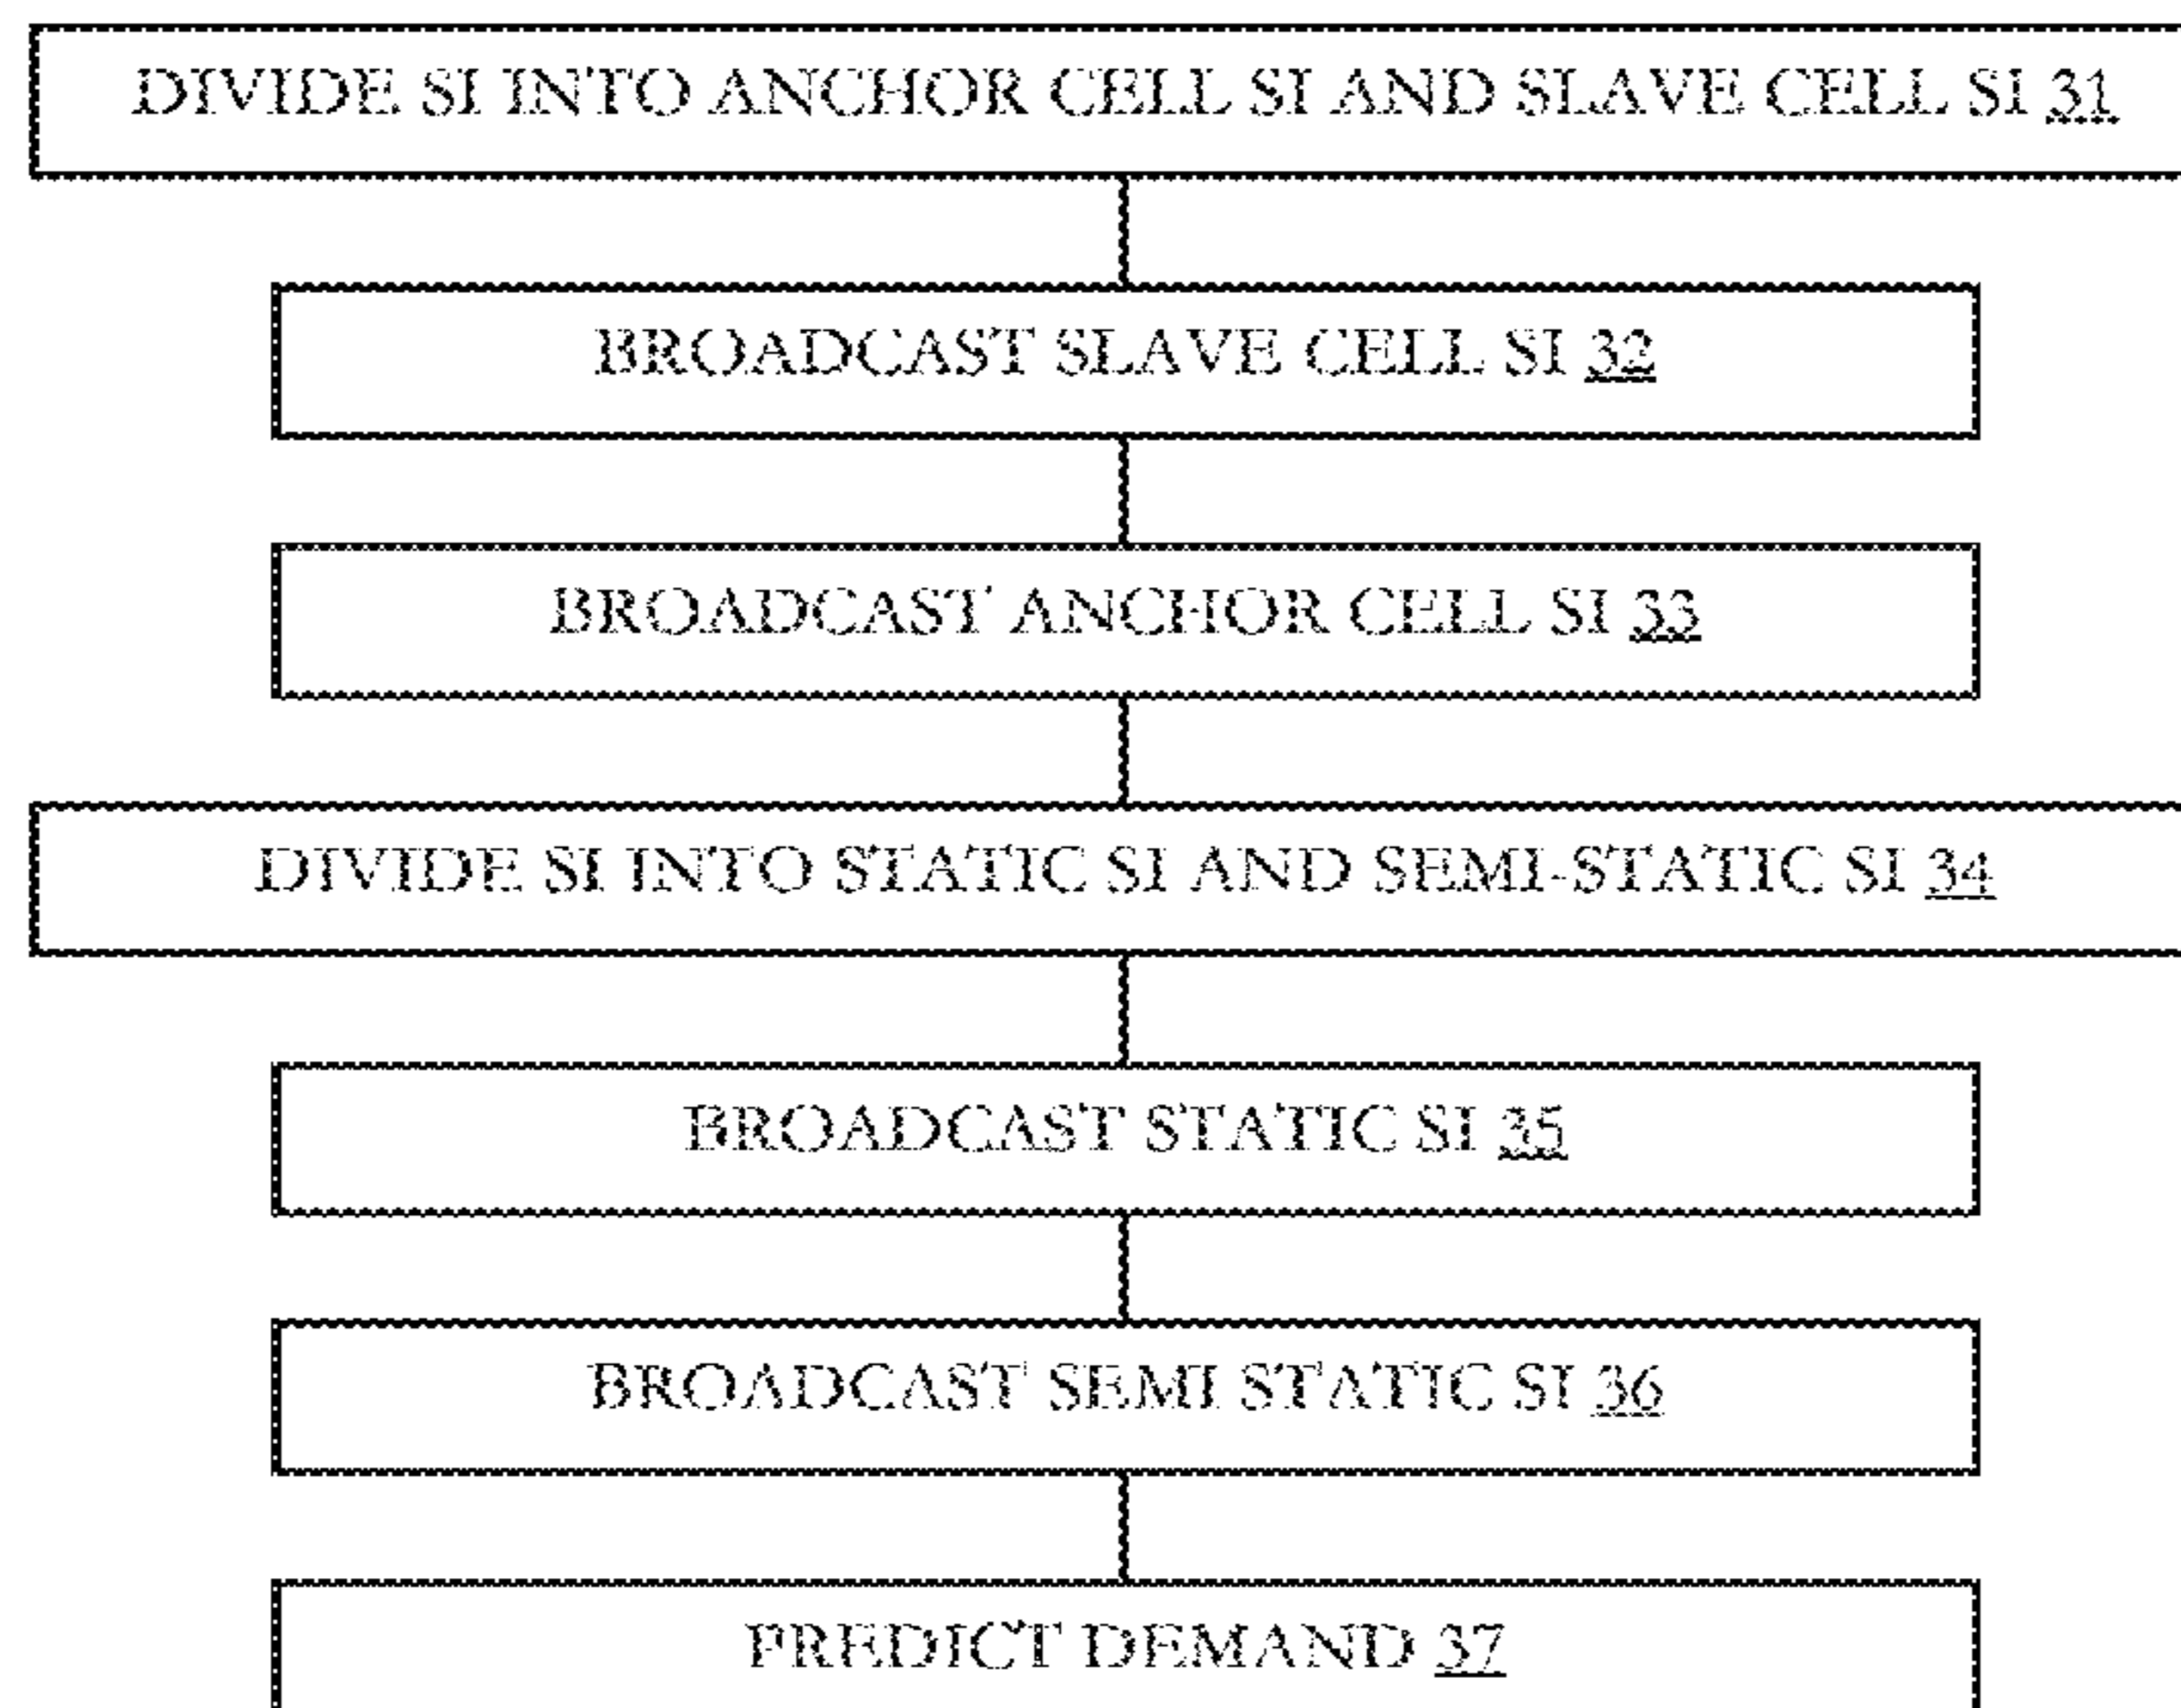 DIVIDE SI INTO ANCHOR CELL SI AND SLAVE CELL SI 31
BROADCAST SLAVE CELL SI 32
BROADCAST ANCHOR CELL SI 33
DIVIDE SI INTO STATIC SI AND SEMI-STATIC SI 34
BROADCAST STATIC SI 35
BROADCAST SEMI STATIC SI 36
PREDICT DEMAND 37